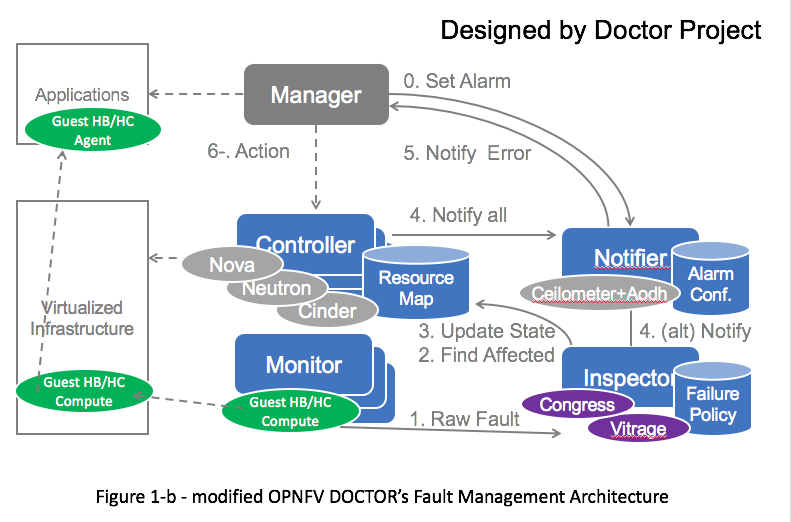 Designed by Doctor Project
Applications
Guest HB/HC
Agent
Manager
0. Set Alarm
5. Notify Error
6-. Action
4. Notify all
Controller
Nova
Neutron
Cinder
Resource
Map
Notifier
Ceilometer+Aodh
Alarm
Conf.
Virtualized
Infrastructure
3. Update State
2. Find Affected
4. (alt) Notify
Monitor
Guest HB/HC
Compute
Guest HB/HC
Compute
1. Raw Fault
Inspector
Congress
Vitrage
Failure
Policy
Figure 1-b - modified OPNFV DOCTOR's Fault Management Architecture